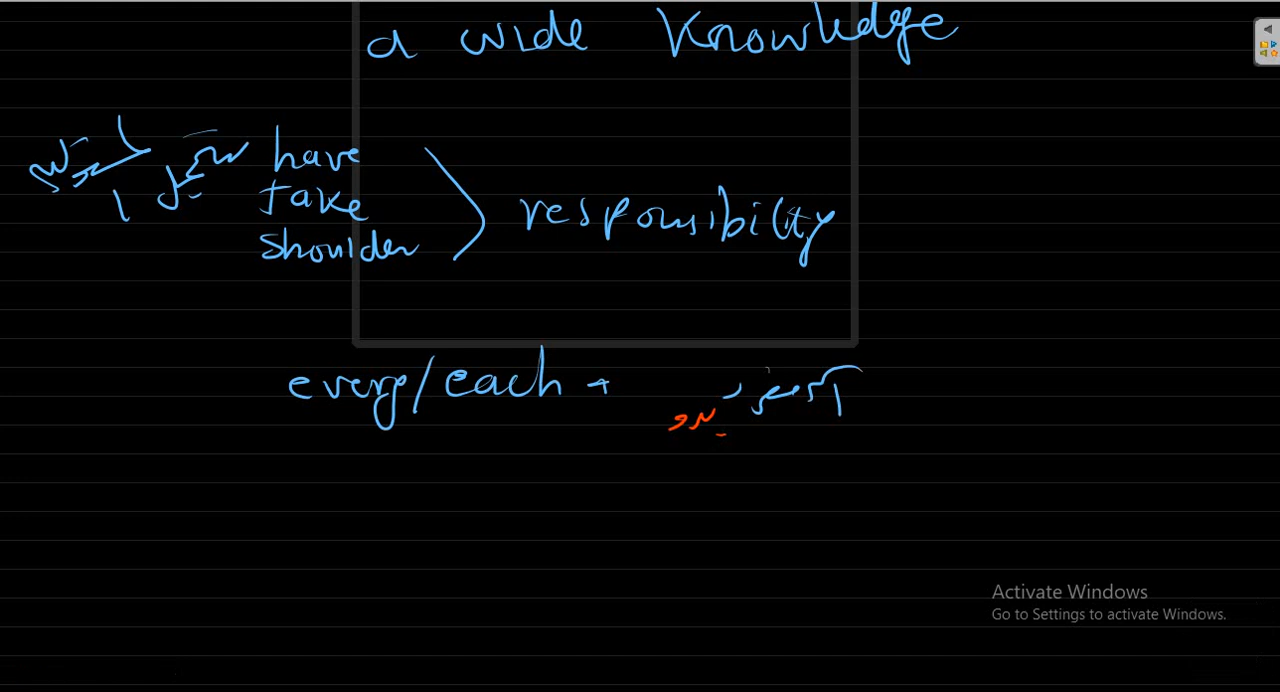 a wide knowledge
have
take
shoulder
responsibility
every/each +
Activate Windows
Go to Settings to activate Windows.